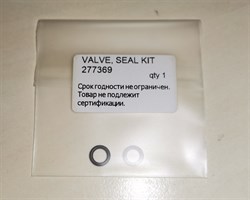 VALVE, SEAL KIT
277369
qty 1
Срок годности не ограничен.
Товар не подлежит
сертификации.